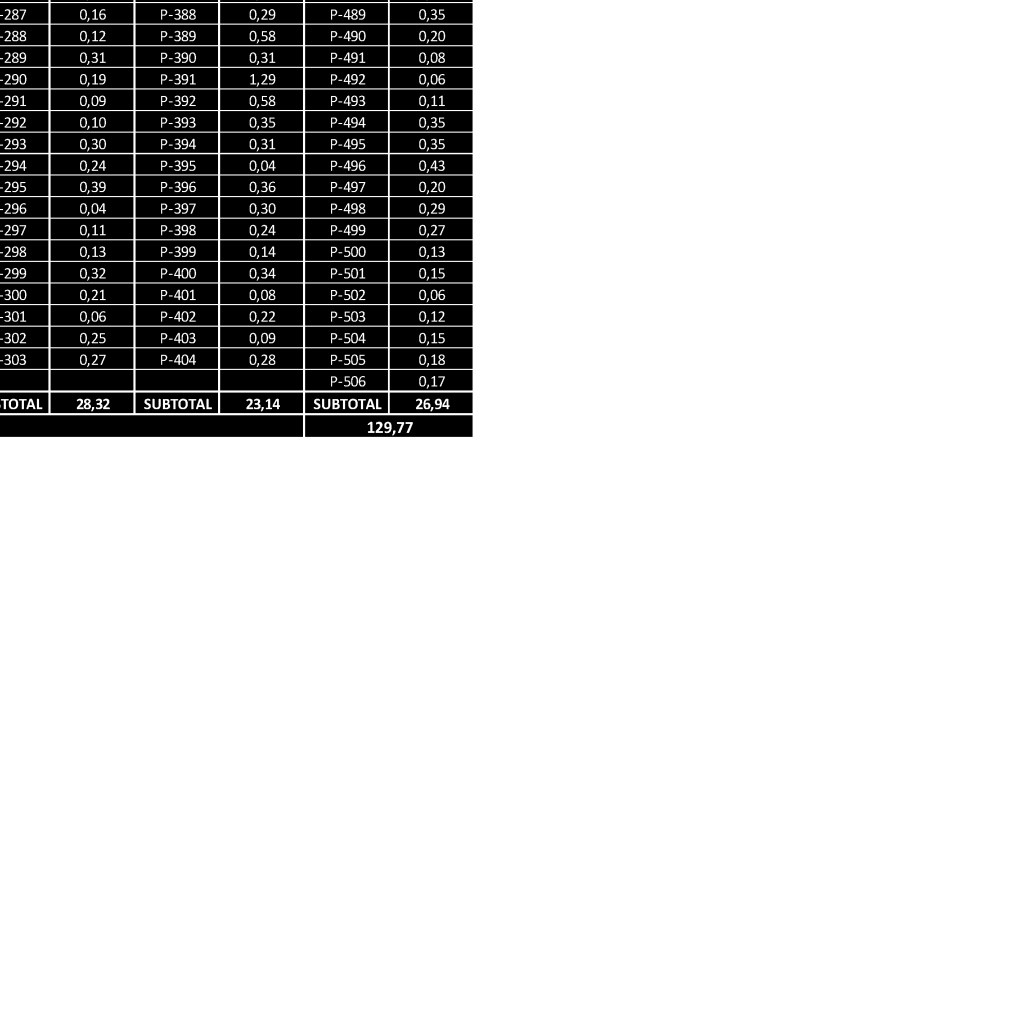 -287 0,16 P-388 0,29 P-489 0,35
-288 0,12 P-389 0,58 P-490 0,20
-289 0,31 P-390 0,31 P-491 0,08
-290 0,19 P-391 1,29 P-492 0,06
-291 0,09 P-392 0,58 P-493 0,11
-292 0,10 P-393 0,35 P-494 0,35
-293 0,30 P-394 0,31 P-495 0,35
-294 0,24 P-395 0,04 P-496 0,43
-295 0,39 P-396 0,36 P-497 0,20
-296 0,04 P-397 0,30 P-498 0,29
-297 0,11 P-398 0,24 P-499 0,27
-298 0,13 P-399 0,14 P-500 0,13
-299 0,32 P-400 0,34 P-501 0,15
-300 0,21 P-401 0,08 P-502 0,06
-301 0,06 P-402 0,22 P-503 0,12
-302 0,25 P-403 0,09 P-504 0,15
-303 0,27 P-404 0,28 P-505 0,18
P-506 0,17
TOTAL 28,32 SUBTOTAL 23,14 SUBTOTAL 26,94
129,77